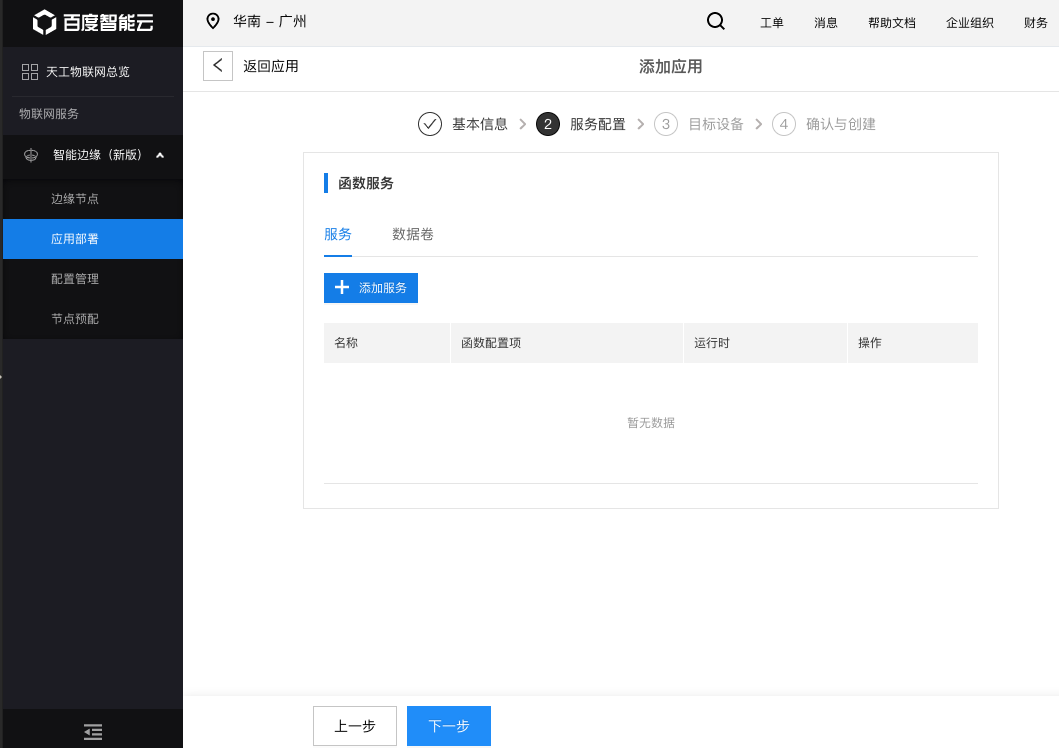 百度智能云
华南 – 广州
工单
消息
帮助文档
企业组织
财务
天工物联网总览
物联网服务
智能边缘（新版）
边缘节点
应用部署
配置管理
节点预配
返回应用
添加应用
基本信息
2 服务配置
3 目标设备
4 确认与创建
函数服务
服务 数据卷
添加服务
名称 函数配置项 运行时 操作
暂无数据
上一步 下一步